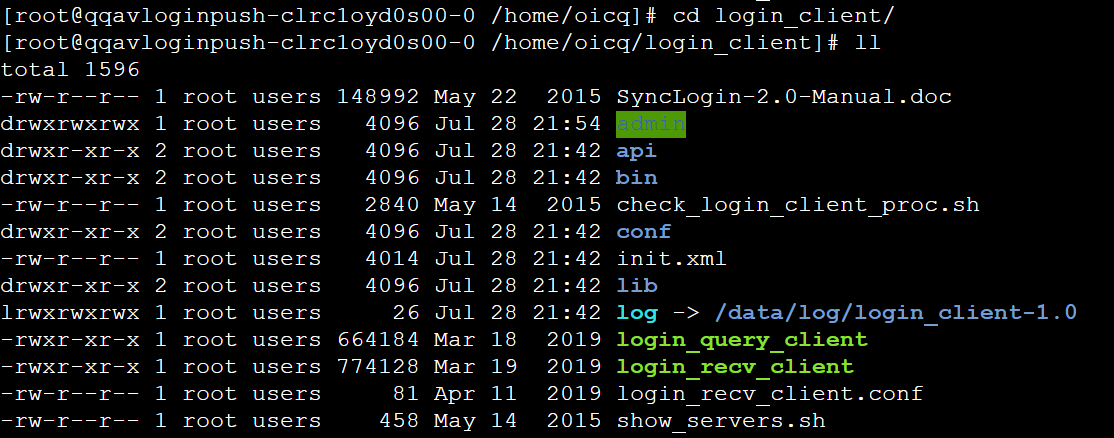 [root@qqavloginpush-clrc1oyd0s00-0 /home/oicq]# cd login_client/
[root@qqavloginpush-clrc1oyd0s00-0 /home/oicq/login_client]# ll
total 1596
-rw-r--r-- 1 root users 148992 May 22  2015 SyncLogin-2.0-Manual.doc
drwxrwxrwx 1 root users   4096 Jul 28 21:54 admin
drwxr-xr-x 2 root users   4096 Jul 28 21:42 api
drwxr-xr-x 2 root users   4096 Jul 28 21:42 bin
-rw-r--r-- 1 root users   2840 May 14  2015 check_login_client_proc.sh
drwxr-xr-x 2 root users   4096 Jul 28 21:42 conf
-rw-r--r-- 1 root users   4014 Jul 28 21:42 init.xml
drwxr-xr-x 2 root users   4096 Jul 28 21:42 lib
lrwxrwxrwx 1 root users     26 Jul 28 21:42 log -> /data/log/login_client-1.0
-rwxr-xr-x 1 root users 664184 Mar 18  2019 login_query_client
-rwxr-xr-x 1 root users 774128 Mar 19  2019 login_recv_client
-rw-r--r-- 1 root users     81 Apr 11  2019 login_recv_client.conf
-rw-r--r-- 1 root users    458 May 14  2015 show_servers.sh